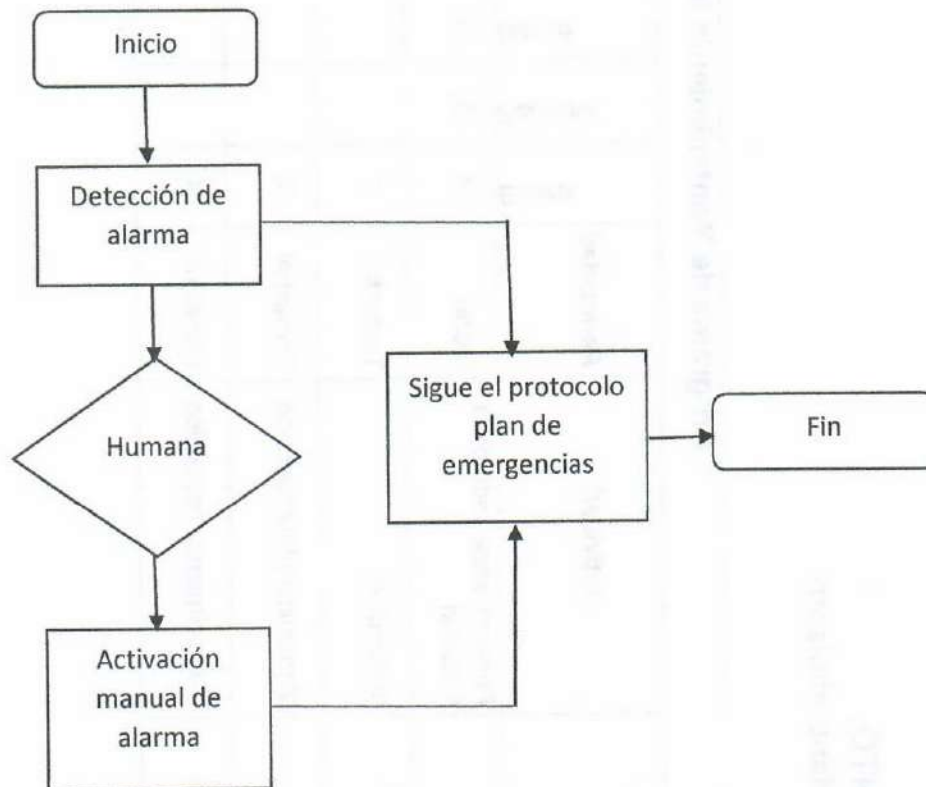 Inicio
Detección de
alarma
Humana
Activación
manual de
alarma
Sigue el protocolo
plan de
emergencias
Fin